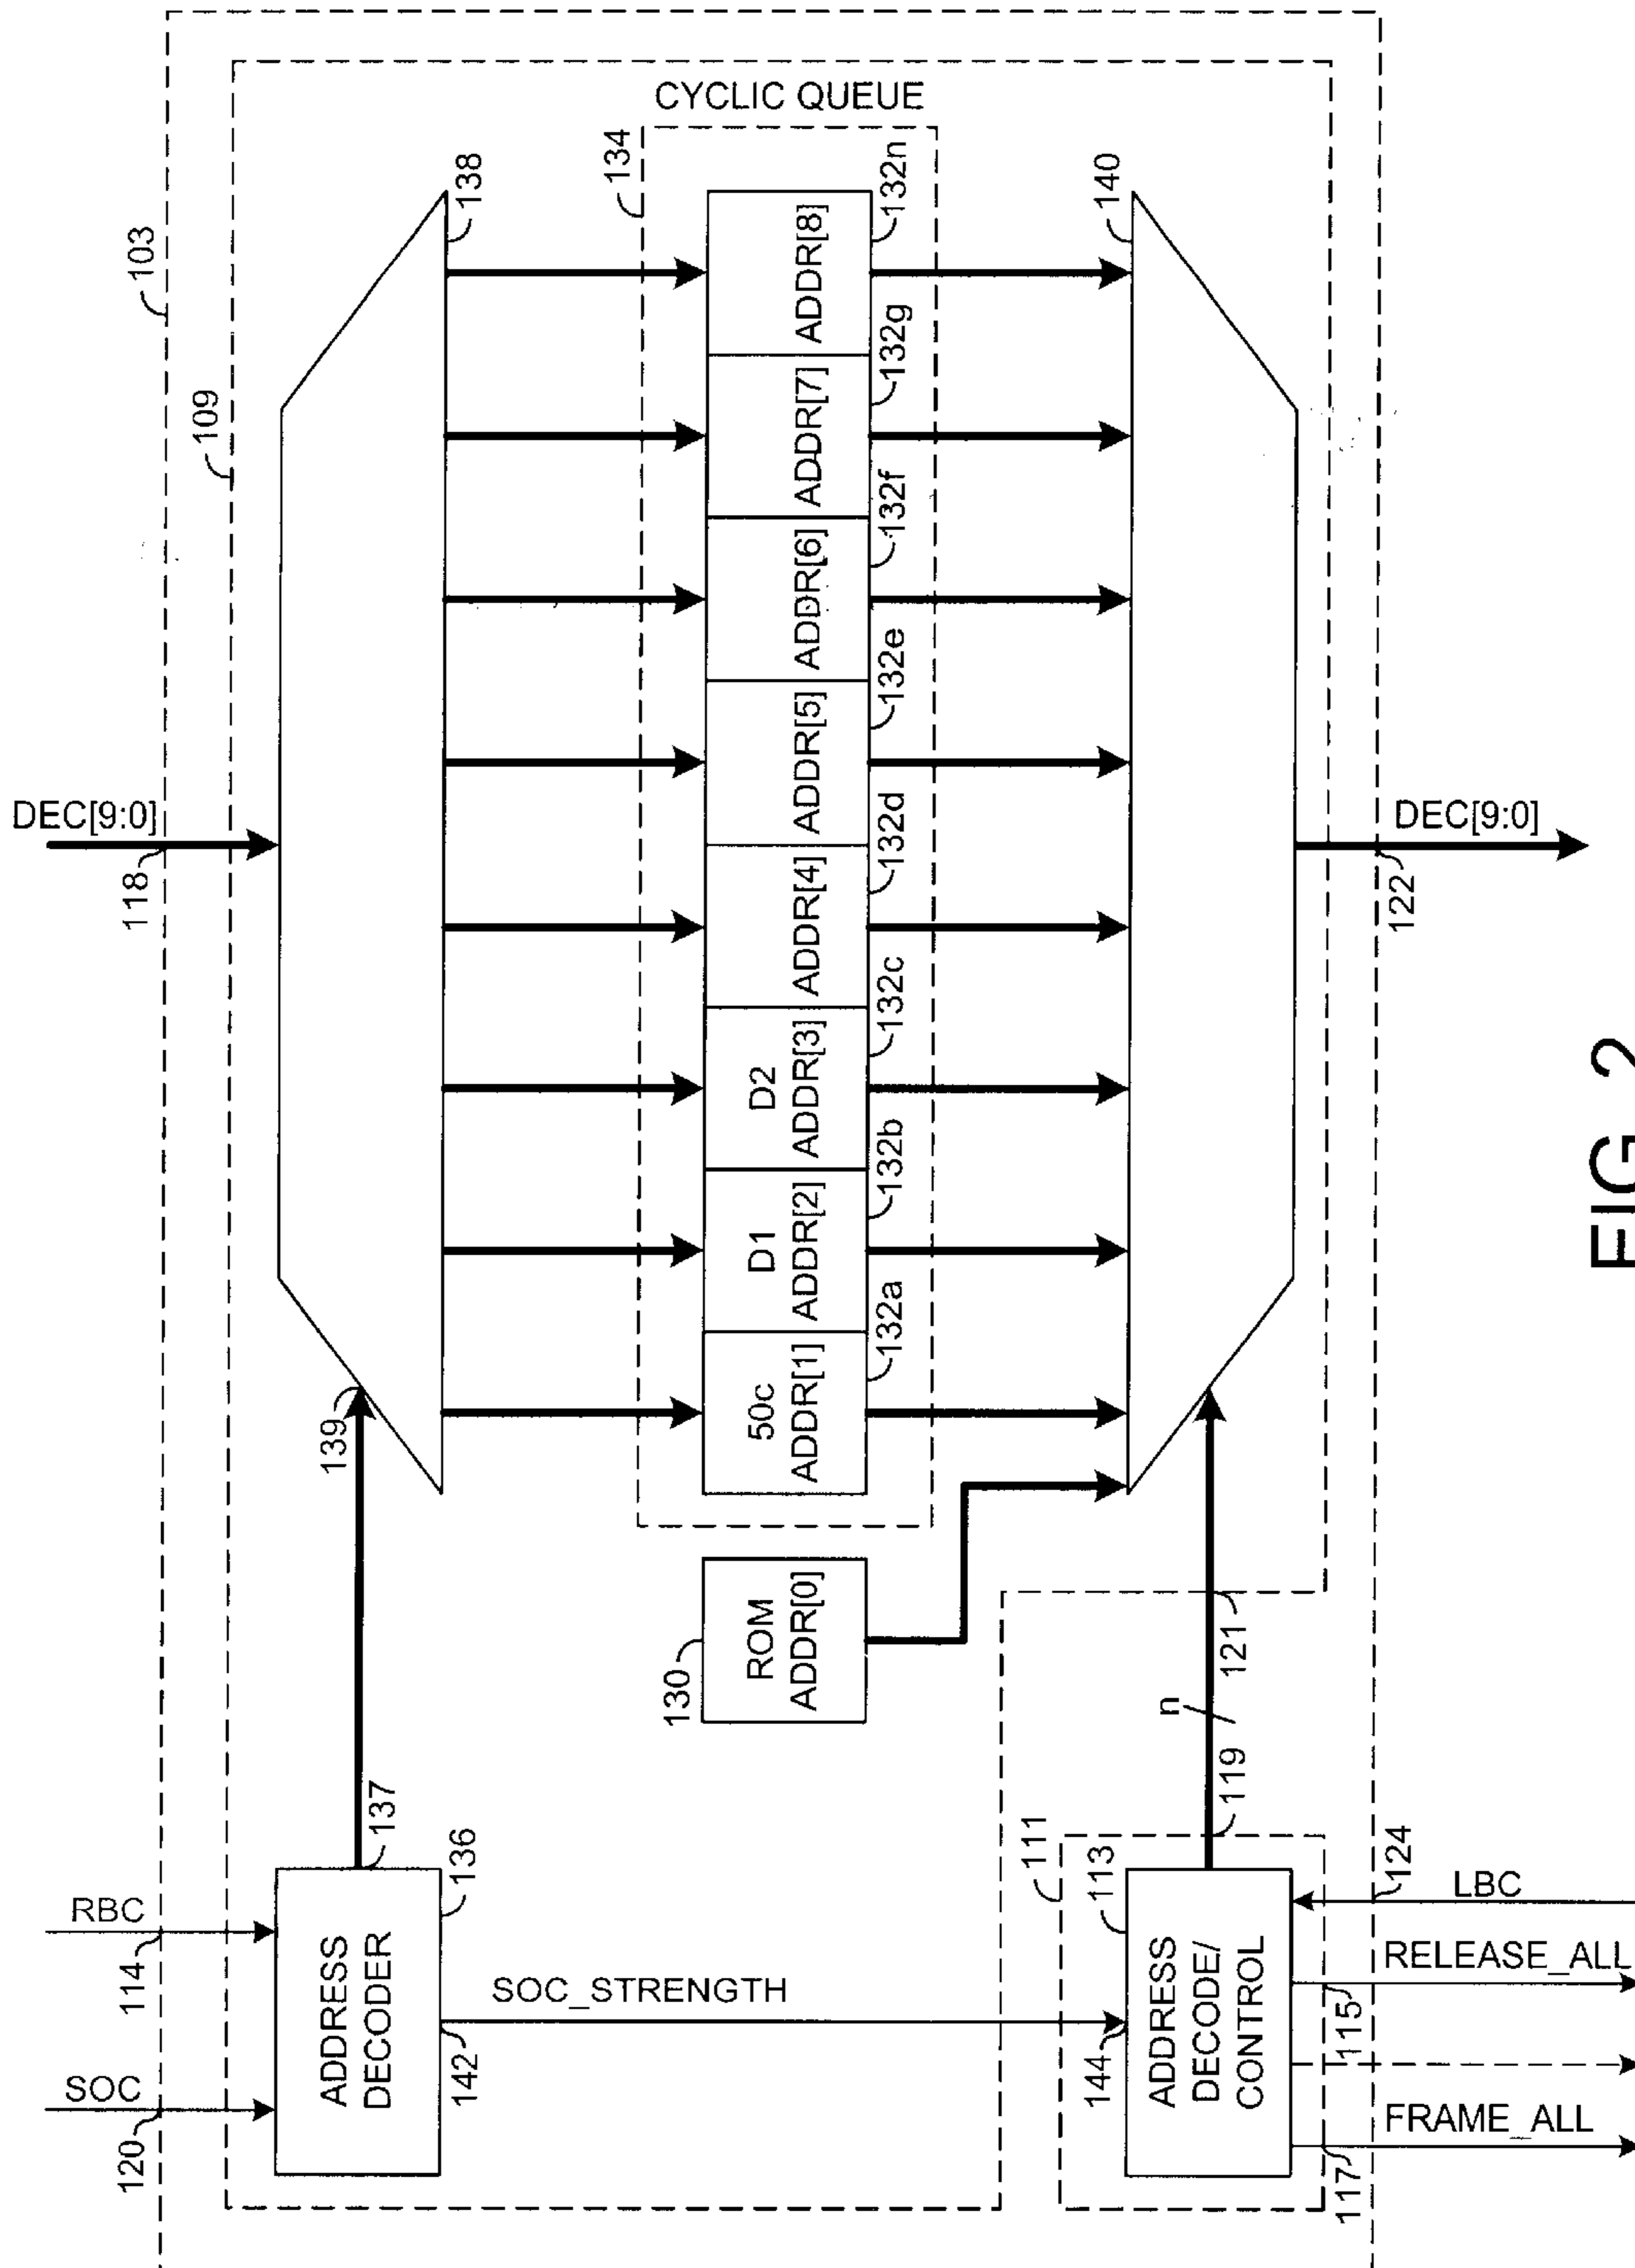 103
109
CYCLIC QUEUE
134
138
DEC[9:0]
118
139
RBC
114
SOC
120
137
136
ADDRESS
DECODER
142
SOC_STRENGTH
50c
ADDR[1]
132a
D1
ADDR[2]
132b
D2
ADDR[3]
132c
ADDR[4]
132d
ADDR[5]
132e
ADDR[6]
132f
ADDR[7]
132g
ADDR[8]
132n
130
ROM
ADDR[0]
140
DEC[9:0]
122
n
121
119
111
113
144
ADDRESS
DECODE/
CONTROL
124
LBC
115
RELEASE_ALL
117
FRAME_ALL
FIG. 2